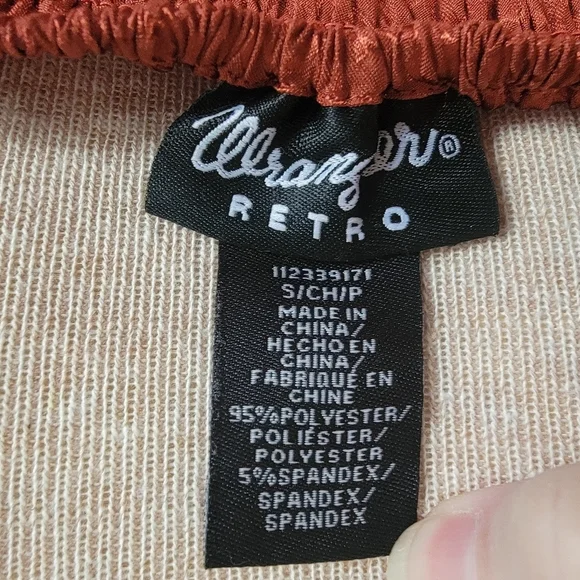 Wrangler®
RETRO
112339171
S/CH/P
MADE IN
CHINA/
HECHO EN
CHINA/
FABRIQUÉ EN
CHINE
95%POLYESTER/
POLIÉSTER/
POLYESTER
5%SPANDEX/
SPANDEX/
SPANDEX